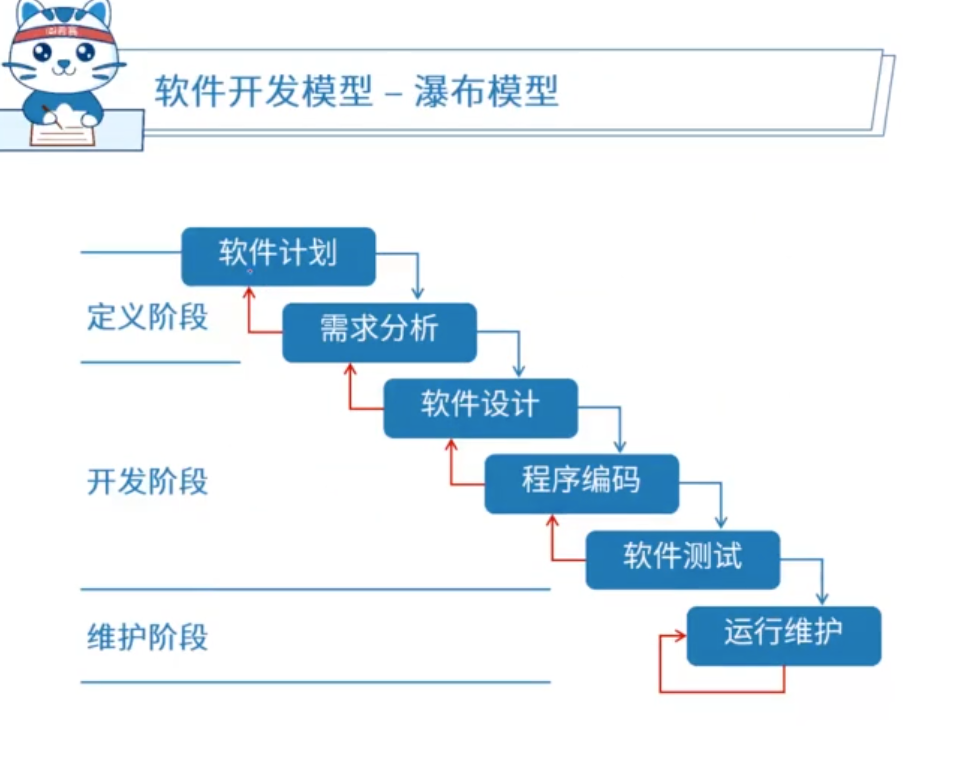 软件开发模型 – 瀑布模型
软件计划
定义阶段
需求分析
软件设计
开发阶段
程序编码
软件测试
维护阶段
运行维护